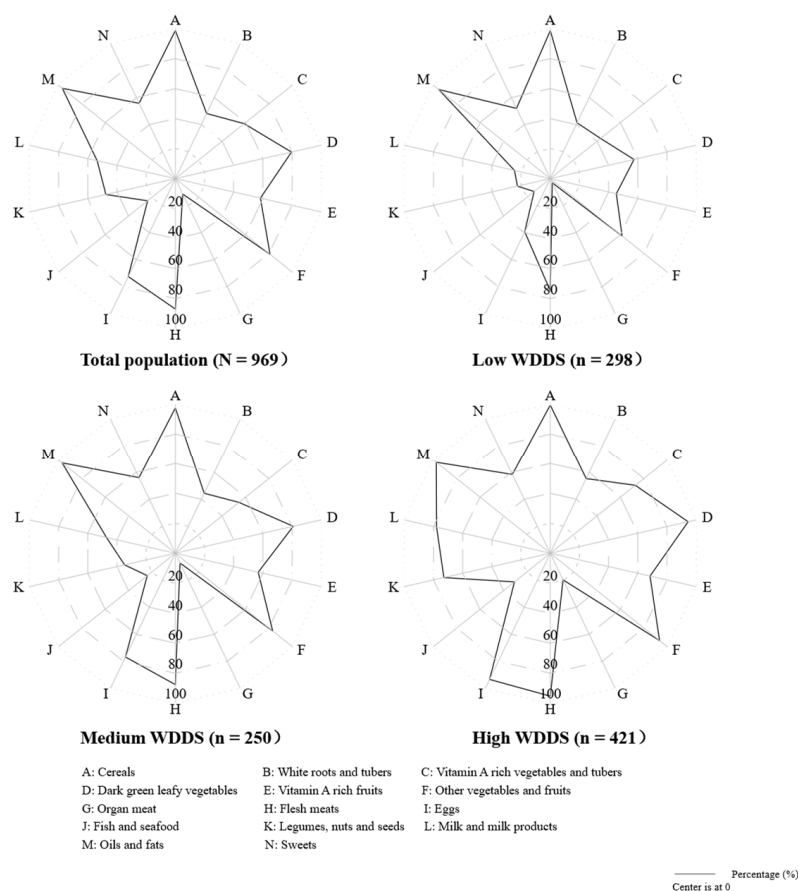 A
B
C
D
E
F
G
H
I
J
K
L
M
N
20
40
60
80
100
Total population (N = 969）
A
B
C
D
E
F
G
H
I
J
K
L
M
N
20
40
60
80
100
Low WDDS (n = 298）
A
B
C
D
E
F
G
H
I
J
K
L
M
N
20
40
60
80
100
Medium WDDS (n = 250）
A
B
C
D
E
F
G
H
I
J
K
L
M
N
20
40
60
80
100
High WDDS (n = 421）
A: Cereals B: White roots and tubers C: Vitamin A rich vegetables and tubers
D: Dark green leafy vegetables E: Vitamin A rich fruits F: Other vegetables and fruits
G: Organ meat H: Flesh meats I: Eggs
J: Fish and seafood K: Legumes, nuts and seeds L: Milk and milk products
M: Oils and fats N: Sweets
Percentage (%)
Center is at 0